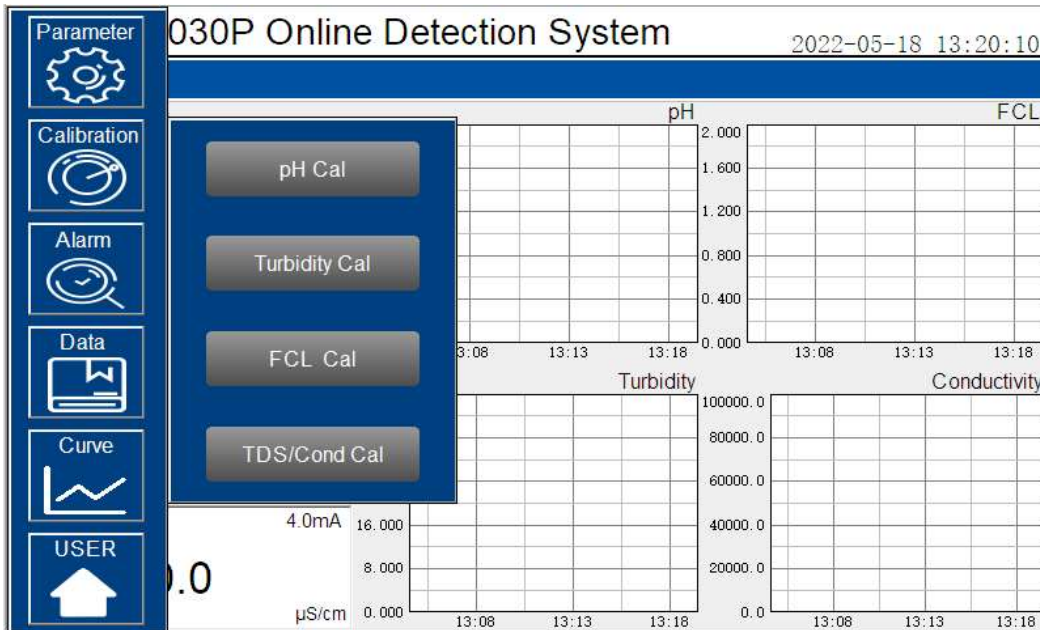 Parameter
Calibration
Alarm
Data
Curve
USER
030P Online Detection System
2022-05-18 13:20:10
pH Cal
Turbidity Cal
FCL Cal
TDS/Cond Cal
pH
3:08 13:13 13:18
FCL
2.000
1.600
1.200
0.800
0.400
0.000
13:08 13:13 13:18
4.0mA
.0
µS/cm
Turbidity
16.000
8.000
0.000
13:08 13:13 13:18
Conductivity
100000.0
80000.0
60000.0
40000.0
20000.0
0.0
13:08 13:13 13:18